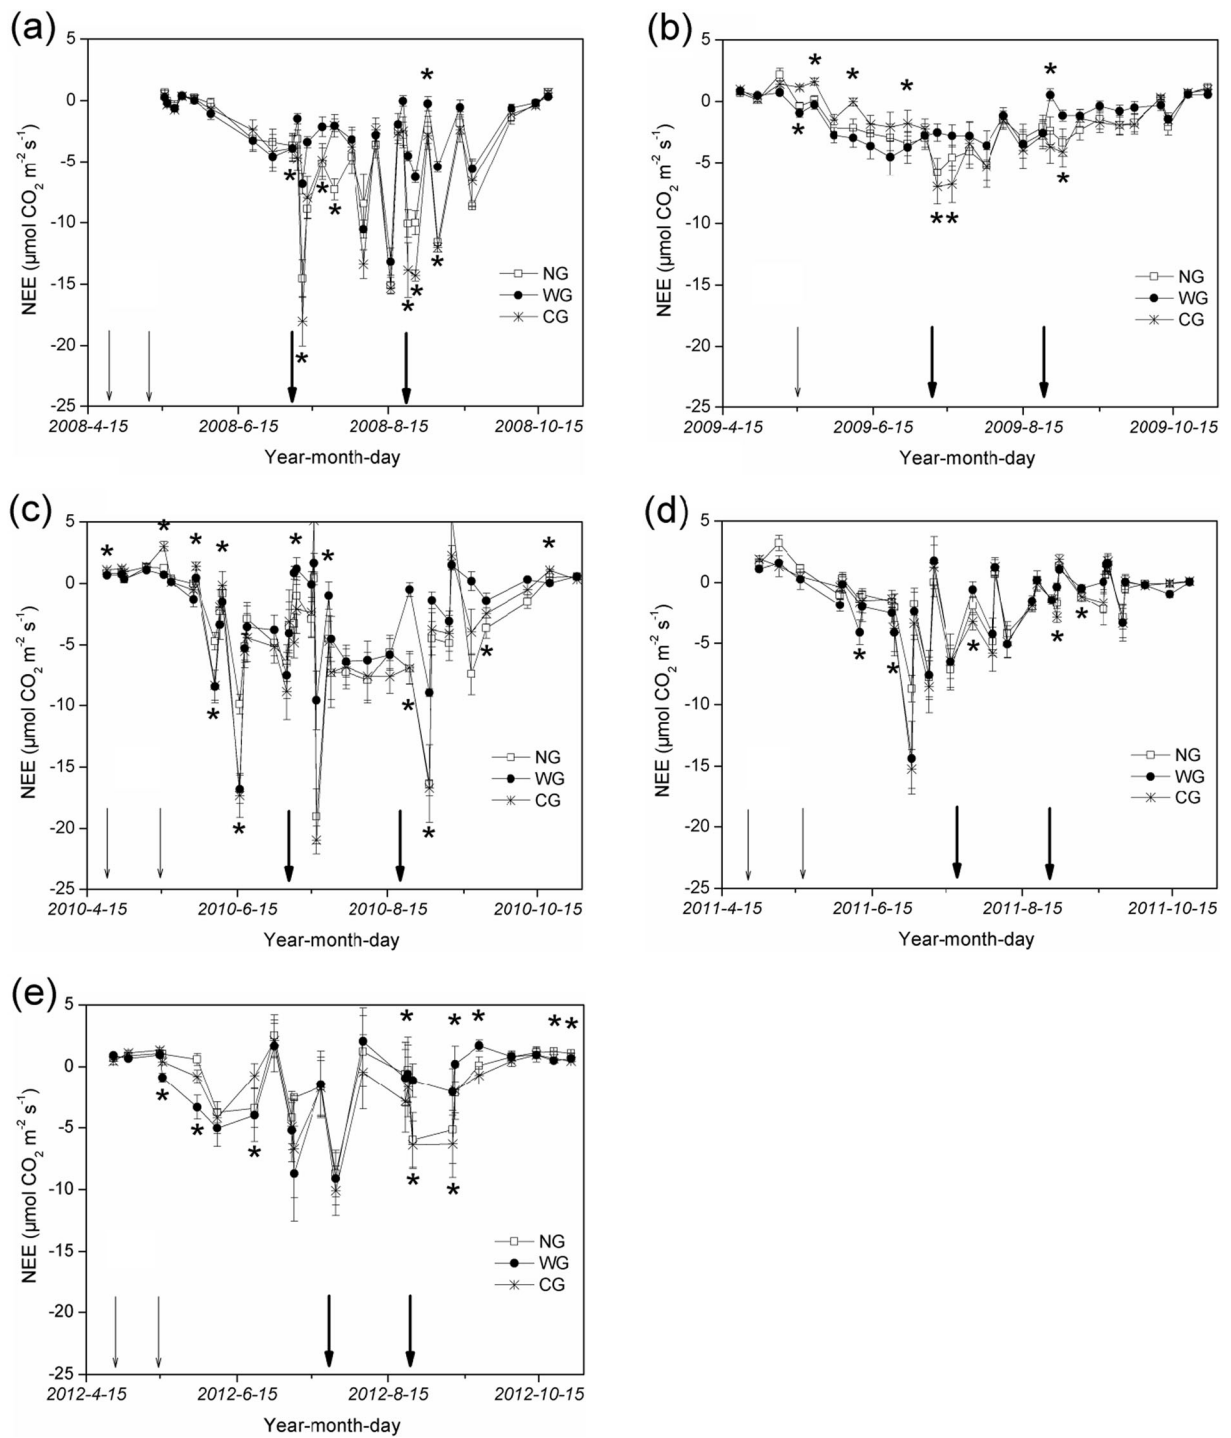 (a)
5
0
-5
-10
-15
-20
-25
NEE (µmol CO₂ m⁻² s⁻¹)
NG
WG
CG
2008-4-15 2008-6-15 2008-8-15 2008-10-15
Year-month-day
(b)
5
0
-5
-10
-15
-20
-25
NEE (µmol CO₂ m⁻² s⁻¹)
NG
WG
CG
2009-4-15 2009-6-15 2009-8-15 2009-10-15
Year-month-day
(c)
5
0
-5
-10
-15
-20
-25
NEE (µmol CO₂ m⁻² s⁻¹)
NG
WG
CG
2010-4-15 2010-6-15 2010-8-15 2010-10-15
Year-month-day
(d)
5
0
-5
-10
-15
-20
-25
NEE (µmol CO₂ m⁻² s⁻¹)
NG
WG
CG
2011-4-15 2011-6-15 2011-8-15 2011-10-15
Year-month-day
(e)
5
0
-5
-10
-15
-20
-25
NEE (µmol CO₂ m⁻² s⁻¹)
NG
WG
CG
2012-4-15 2012-6-15 2012-8-15 2012-10-15
Year-month-day